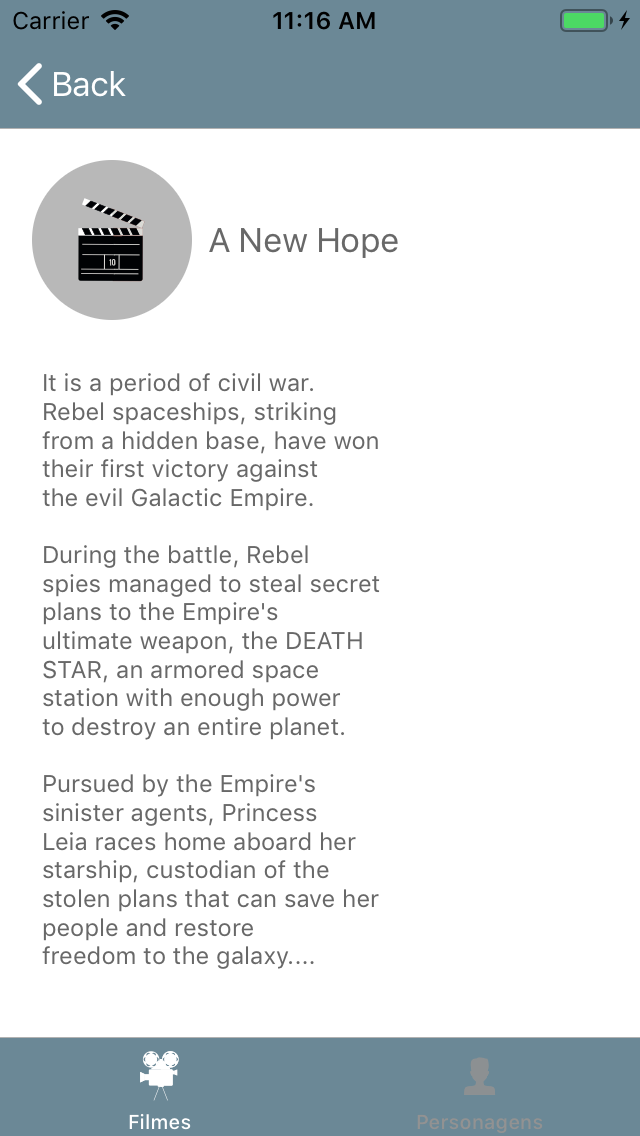 Carrier
11:16 AM
Back
10
A New Hope
It is a period of civil war.
Rebel spaceships, striking
from a hidden base, have won
their first victory against
the evil Galactic Empire.
During the battle, Rebel
spies managed to steal secret
plans to the Empire's
ultimate weapon, the DEATH
STAR, an armored space
station with enough power
to destroy an entire planet.
Pursued by the Empire's
sinister agents, Princess
Leia races home aboard her
starship, custodian of the
stolen plans that can save her
people and restore
freedom to the galaxy....
Filmes
Personagens